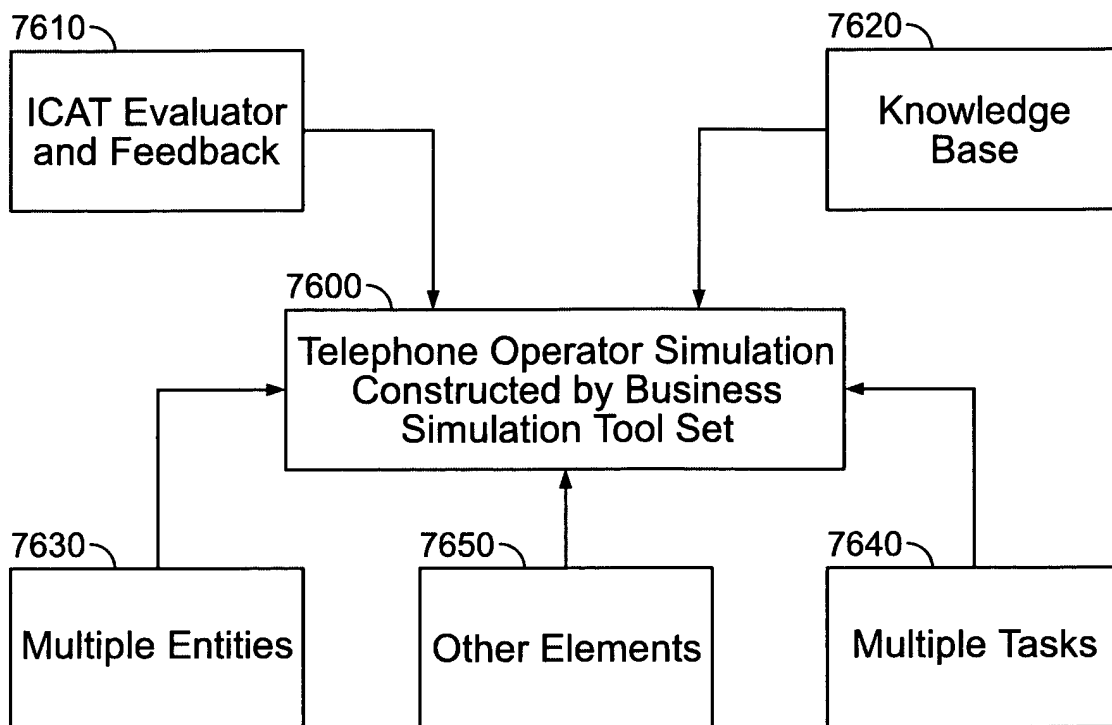 7610
ICAT Evaluator
and Feedback
7620
Knowledge
Base
7600
Telephone Operator Simulation
Constructed by Business
Simulation Tool Set
7630
Multiple Entities
7650
Other Elements
7640
Multiple Tasks